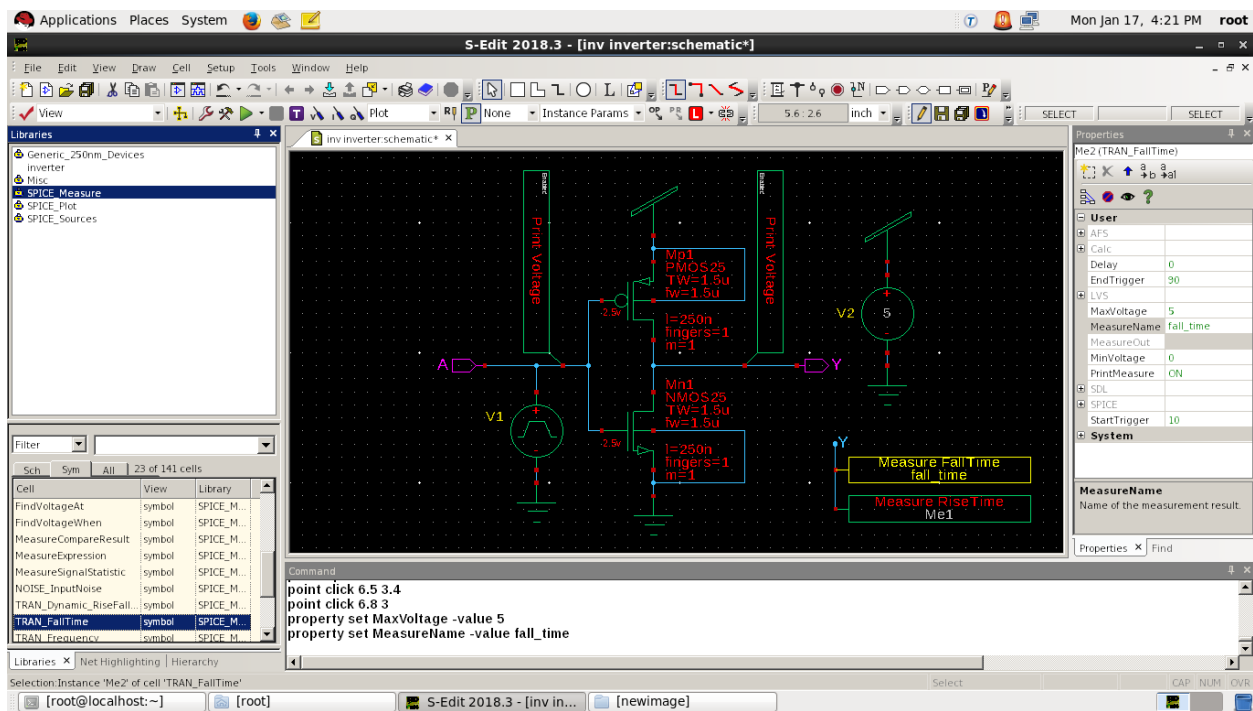 Applications Places System
Mon Jan 17, 4:21 PM root
S-Edit 2018.3 - [inv inverter:schematic*]
File Edit View Draw Cell Setup Tools Window Help
View
Plot
None
Instance Params
5.6 : 2.6
inch
SELECT
SELECT
Libraries
Generic_250nm_Devices
inverter
Misc
SPICE_Measure
SPICE_Plot
SPICE_Sources
Filter
Sch Sym All 23 of 141 cells
Cell View Library
FindVoltageAt symbol SPICE_M...
FindVoltageWhen symbol SPICE_M...
MeasureCompareResult symbol SPICE_M...
MeasureExpression symbol SPICE_M...
MeasureSignalStatistic symbol SPICE_M...
NOISE_InputNoise symbol SPICE_M...
TRAN_Dynamic_RiseFall... symbol SPICE_M...
TRAN_FallTime symbol SPICE_M...
TRAN_Frequency symbol SPICE_M...
Libraries Net Highlighting Hierarchy
inv inverter:schematic*
Enabled
Print Voltage
Enabled
Print Voltage
Mp1
PMOS25
TW=1.5u
fw=1.5u
2.5v
l=250n
fingers=1
m=1
A
Y
V1
Mn1
NMOS25
TW=1.5u
fw=1.5u
2.5v
l=250n
fingers=1
m=1
V2
5
Y
Measure FallTime
fall_time
Measure RiseTime
Me1
Properties
Me2 (TRAN_FallTime)
User
AFS
Calc
Delay 0
EndTrigger 90
LVS
MaxVoltage 5
MeasureName fall_time
MeasureOut
MinVoltage 0
PrintMeasure ON
SDL
SPICE
StartTrigger 10
System
MeasureName
Name of the measurement result.
Properties Find
Command
point click 6.5 3.4
point click 6.8 3
property set MaxVoltage -value 5
property set MeasureName -value fall_time
Selection:Instance 'Me2' of cell 'TRAN_FallTime'
Select
CAP NUM OVR
[root@localhost:~]
[root]
S-Edit 2018.3 - [inv in...
[newimage]